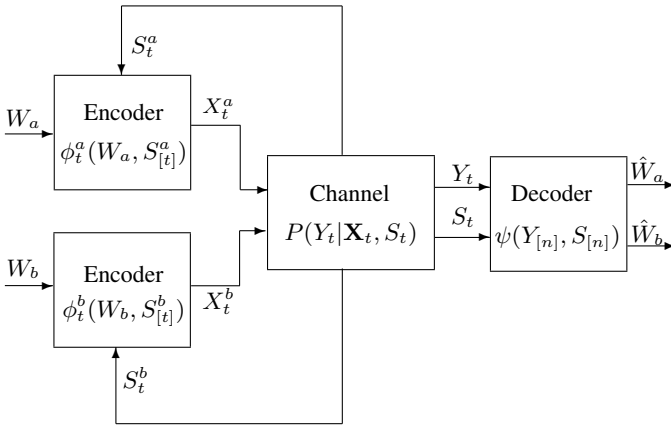 S_t^a
W_a
Encoder
ϕ_t^a(W_a, S_{[t]}^a)
X_t^a
Channel
P(Y_t|𝐗_t, S_t)
Y_t
S_t
Decoder
ψ(Y_{[n]}, S_{[n]})
Ŵ_a
Ŵ_b
W_b
Encoder
ϕ_t^b(W_b, S_{[t]}^b)
X_t^b
S_t^b